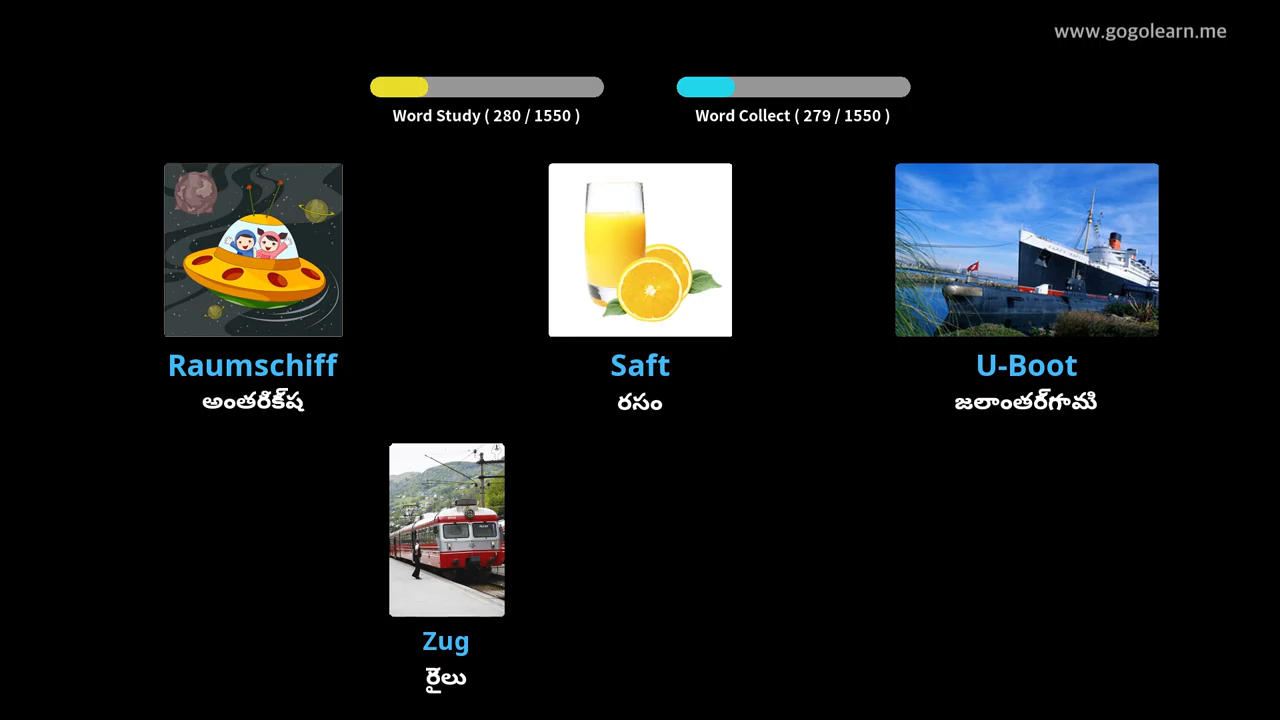 www.gogolearn.me
Word Study ( 280 / 1550 )
Word Collect ( 279 / 1550 )
Raumschiff
Saft
U-Boot
అంతరిక్ష
రసం
జలాంతర్గామి
Zug
రైలు